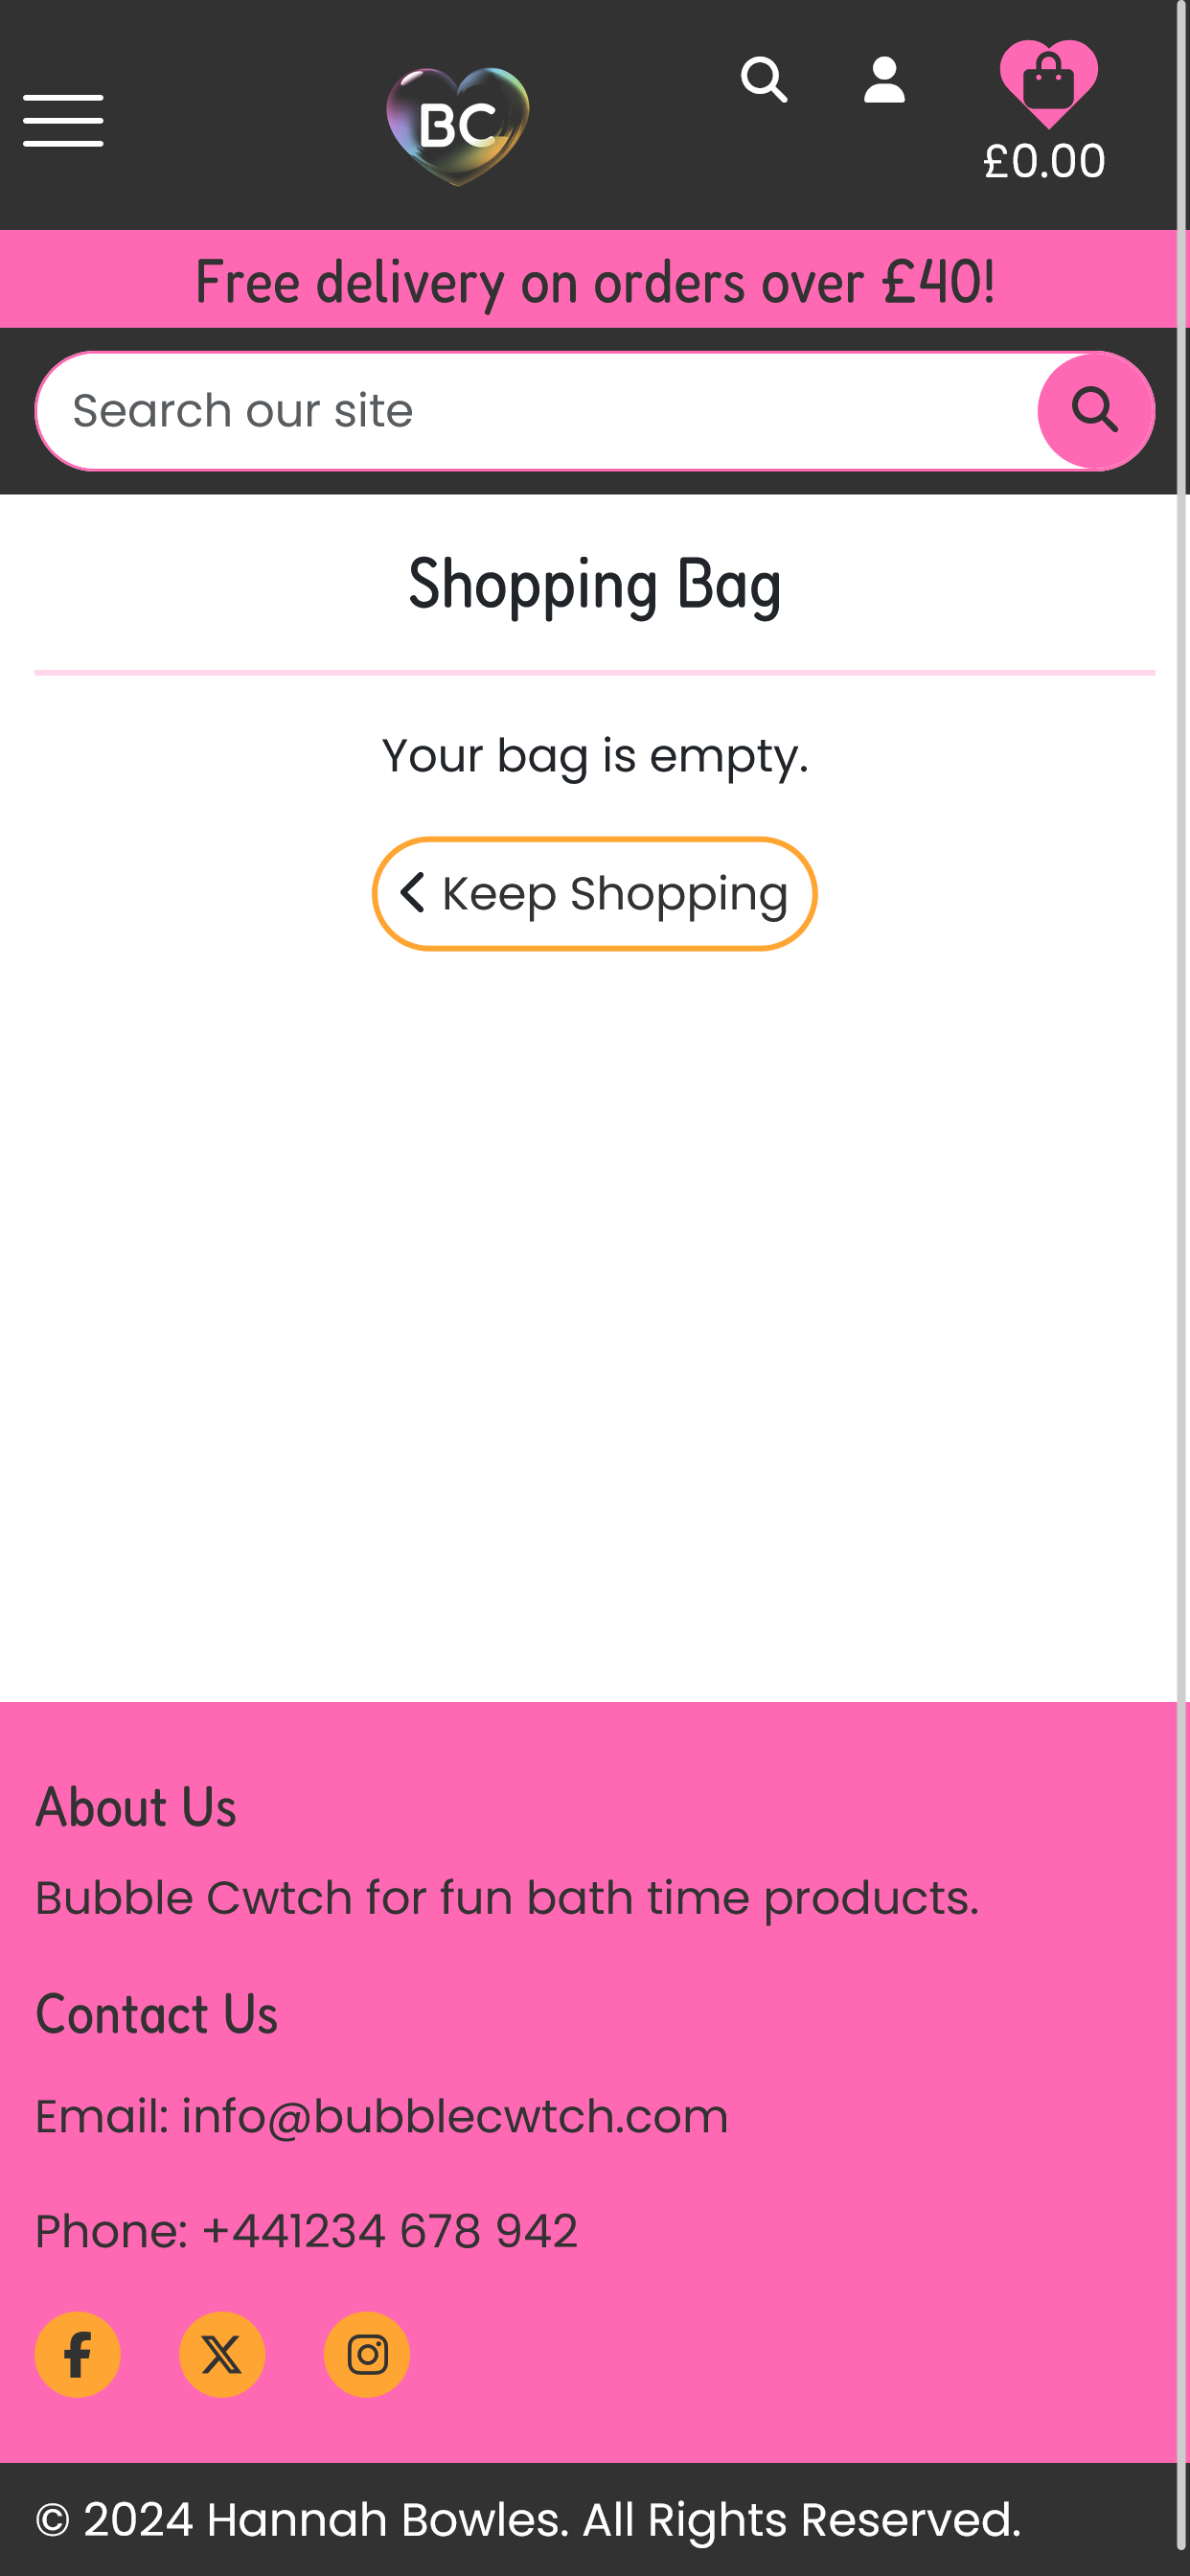 BC
£0.00
Free delivery on orders over £40!
Search our site
Shopping Bag
Your bag is empty.
Keep Shopping
About Us
Bubble Cwtch for fun bath time products.
Contact Us
Email: info@bubblecwtch.com
Phone: +441234 678 942
© 2024 Hannah Bowles. All Rights Reserved.